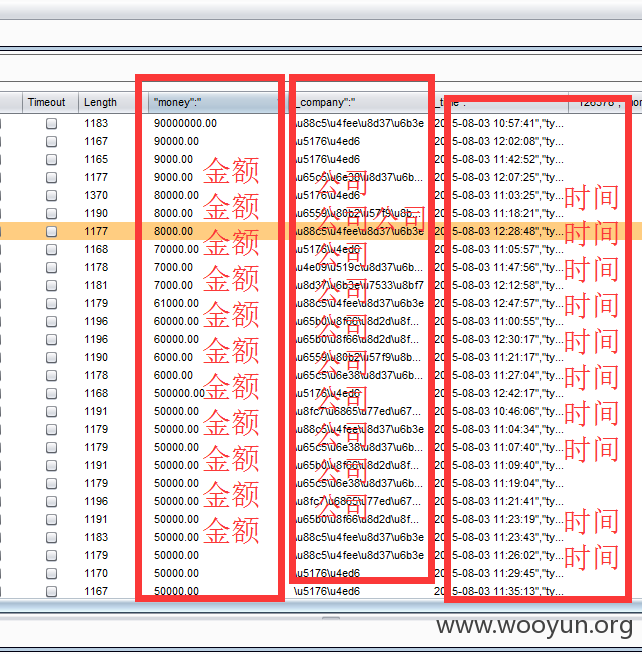 Timeout Length "money":" _company":"
1183 90000000.00 \u88c5\u4fee\u8d37\u6b3e 2015-08-03 10:57:41","ty...
1167 90000.00 \u5176\u4ed6 2015-08-03 12:02:08","ty...
1165 9000.00 \u5176\u4ed6 2015-08-03 11:42:52","ty...
1177 9000.00 金额 公司 2015-08-03 12:07:25","ty...
1370 80000.00 \u5176\u4ed6 2015-08-03 11:03:25","ty... 时间
1190 8000.00 金额 公司公司 2015-08-03 11:18:21","ty...
1177 8000.00 \u88c5\u4fee\u8d37\u6b3e 2015-08-03 12:28:48","ty... 时间
1168 70000.00 金额 \u5176\u4ed6 公司 2015-08-03 11:05:57","ty...
1178 7000.00 \u4e09\u519c\u8d37\u6b... 2015-08-03 11:47:56","ty... 时间
1181 7000.00 金额 \u8d37\u6b3e\u7533\u8bf7 公司 2015-08-03 12:12:58","ty...
1179 61000.00 \u88c5\u4fee\u8d37\u6b3e 2015-08-03 12:47:57","ty... 时间
1196 60000.00 金额 \u65b0\u8f66\u8d2d\u8f... 公司 2015-08-03 11:00:55","ty...
1196 60000.00 \u65b0\u8f66\u8d2d\u8f... 2015-08-03 12:30:17","ty... 时间
1190 6000.00 金额 \u6559\u80b2\u57f9\u8b... 公司 2015-08-03 11:21:17","ty...
1178 6000.00 \u65c5\u6e38\u8d37\u6b... 2015-08-03 11:27:04","ty... 时间
1168 500000.00 金额 \u5176\u4ed6 公司 2015-08-03 12:42:17","ty...
1191 50000.00 \u8fc7\u6865\u77ed\u67... 2015-08-03 10:46:06","ty... 时间
1179 50000.00 金额 \u88c5\u4fee\u8d37\u6b3e 公司 2015-08-03 11:04:34","ty...
1179 50000.00 \u65c5\u6e38\u8d37\u6b... 2015-08-03 11:07:40","ty... 时间
1191 50000.00 金额 \u65b0\u8f66\u8d2d\u8f... 公司 2015-08-03 11:09:40","ty...
1179 50000.00 \u65c5\u6e38\u8d37\u6b... 2015-08-03 11:19:04","ty...
1196 50000.00 金额 \u8fc7\u6865\u77ed\u67... 公司 2015-08-03 11:21:41","ty...
1191 50000.00 \u65b0\u8f66\u8d2d\u8f... 2015-08-03 11:23:19","ty... 时间
1183 50000.00 金额 \u88c5\u4fee\u8d37\u6b3e 2015-08-03 11:23:43","ty...
1179 50000.00 \u88c5\u4fee\u8d37\u6b3e 2015-08-03 11:26:02","ty... 时间
1170 50000.00 \u5176\u4ed6 2015-08-03 11:29:45","ty...
1167 50000.00 \u5176\u4ed6 2015-08-03 11:35:13","ty...
www.wooyun.org